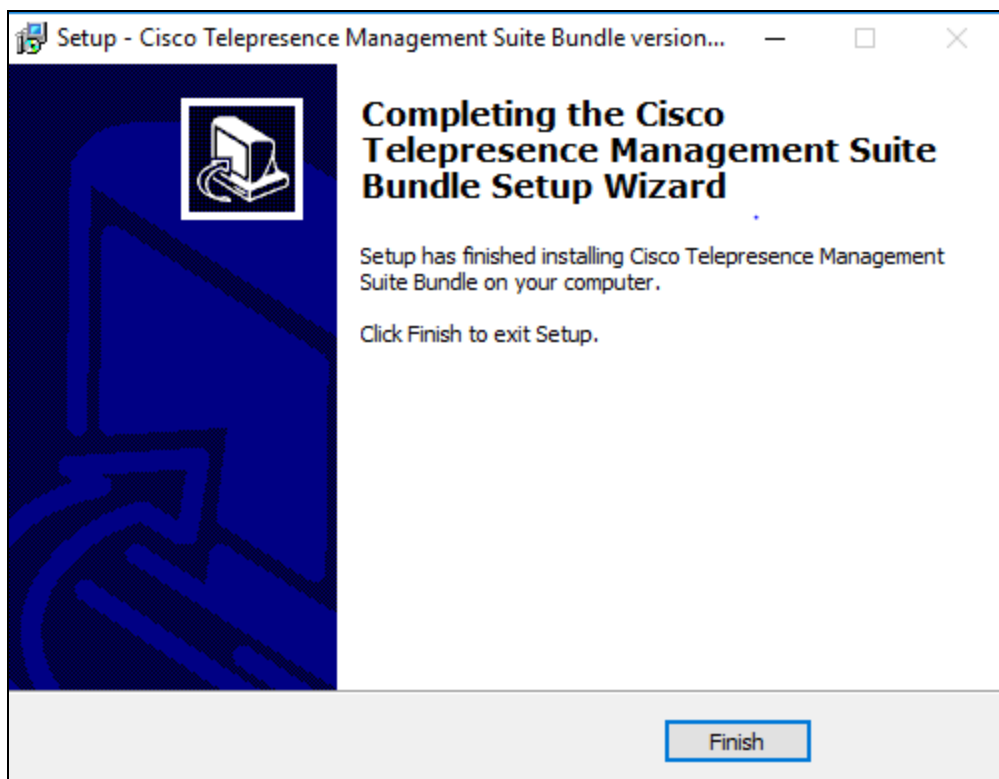 Setup - Cisco Telepresence Management Suite Bundle version...
Completing the Cisco
Telepresence Management Suite
Bundle Setup Wizard
Setup has finished installing Cisco Telepresence Management
Suite Bundle on your computer.
Click Finish to exit Setup.
Finish